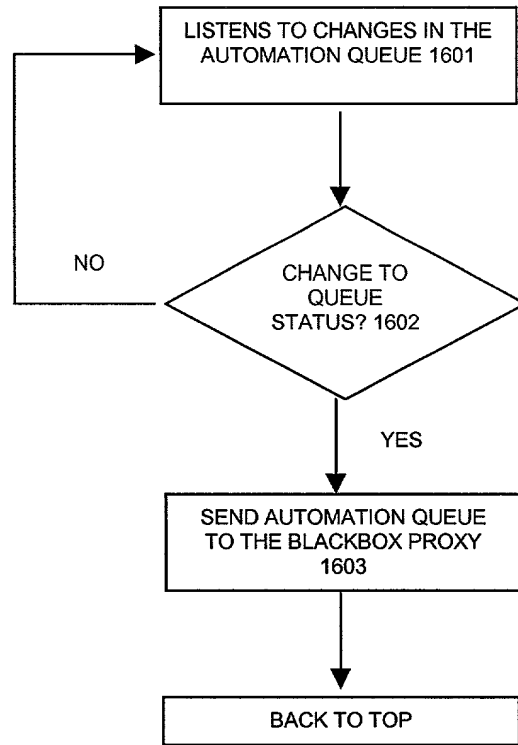 LISTENS TO CHANGES IN THE
AUTOMATION QUEUE 1601
NO
CHANGE TO
QUEUE
STATUS? 1602
YES
SEND AUTOMATION QUEUE
TO THE BLACKBOX PROXY
1603
BACK TO TOP